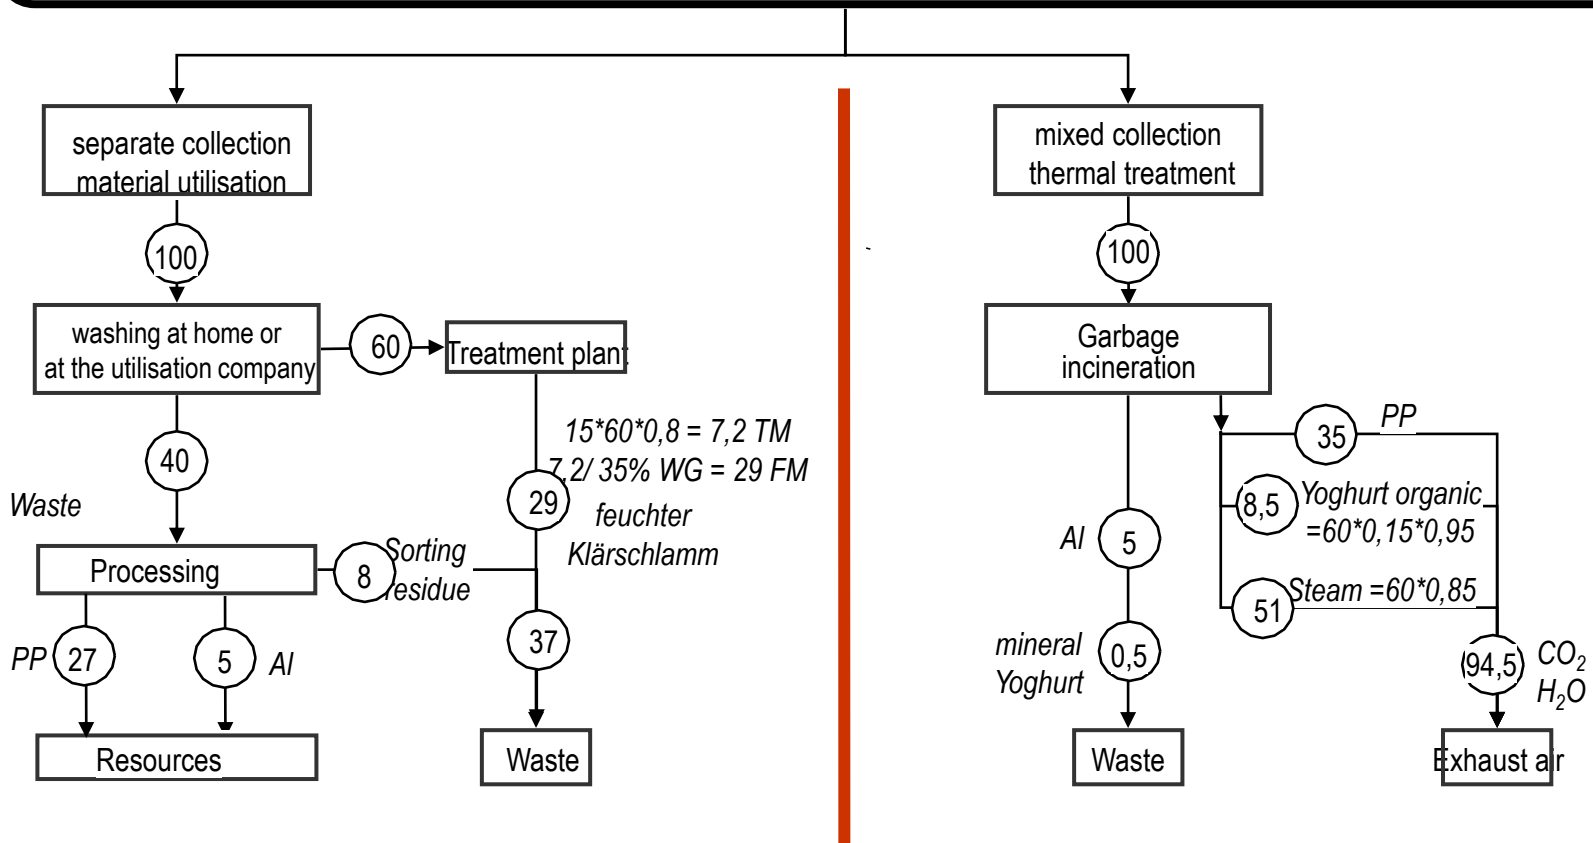 separate collection
material utilisation
100
washing at home or
at the utilisation company
60
Treatment plant
15*60*0,8 = 7,2 TM
7,2/ 35% WG = 29 FM
29
feuchter
Klärschlamm
40
Waste
Processing
8
Sorting
residue
37
PP
27
5
Al
Resources
Waste
mixed collection
thermal treatment
100
Garbage
incineration
35
PP
8,5
Yoghurt organic
=60*0,15*0,95
Al
5
51
Steam =60*0,85
mineral
Yoghurt
0,5
94,5
CO₂
H₂O
Waste
Exhaust air